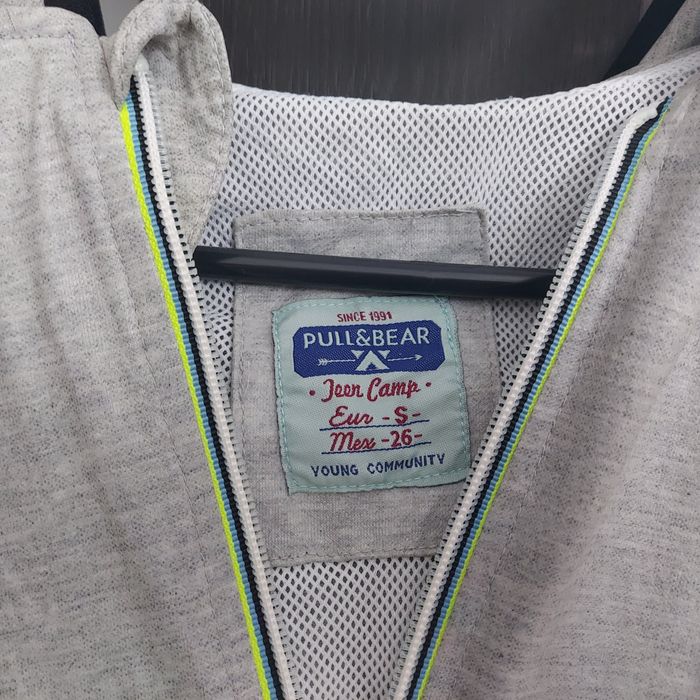 SINCE 1991
PULL&BEAR
· Teen Camp ·
Eur - S -
Mex - 26 -
YOUNG COMMUNITY